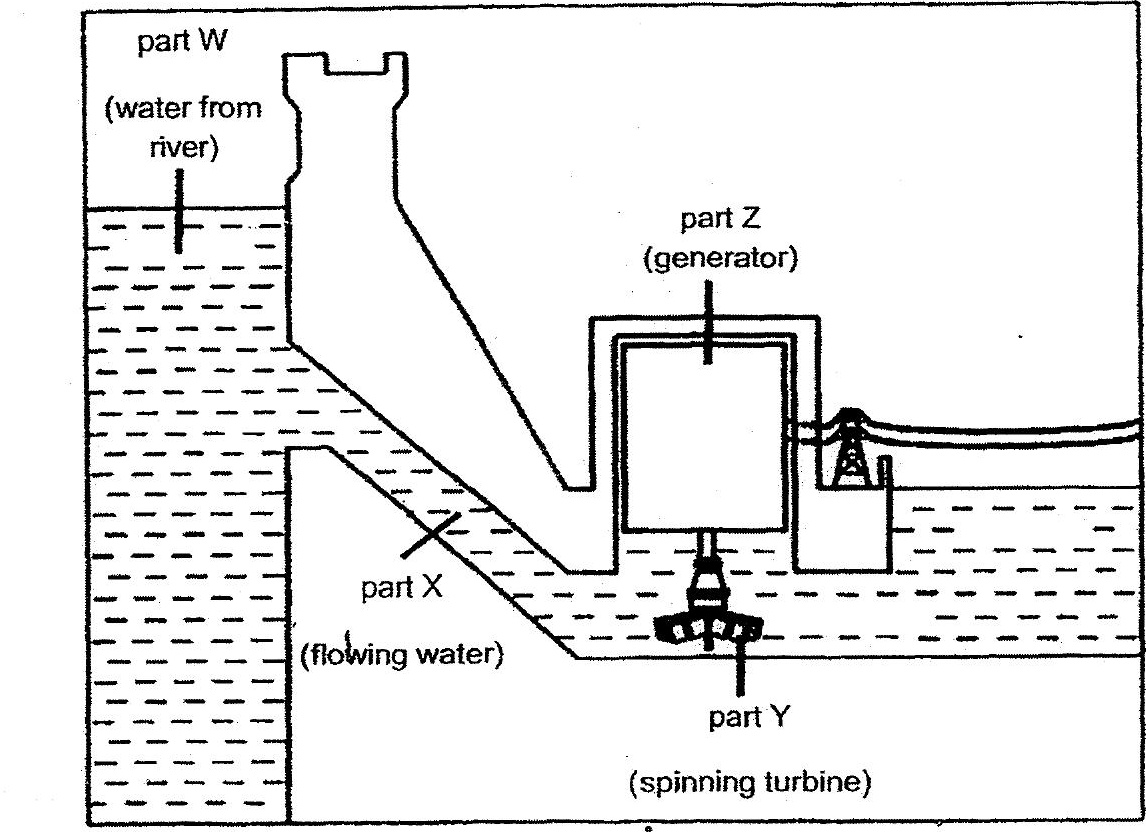 part W
(water from
river)
part Z
(generator)
part X
(flowing water)
part Y
(spinning turbine)